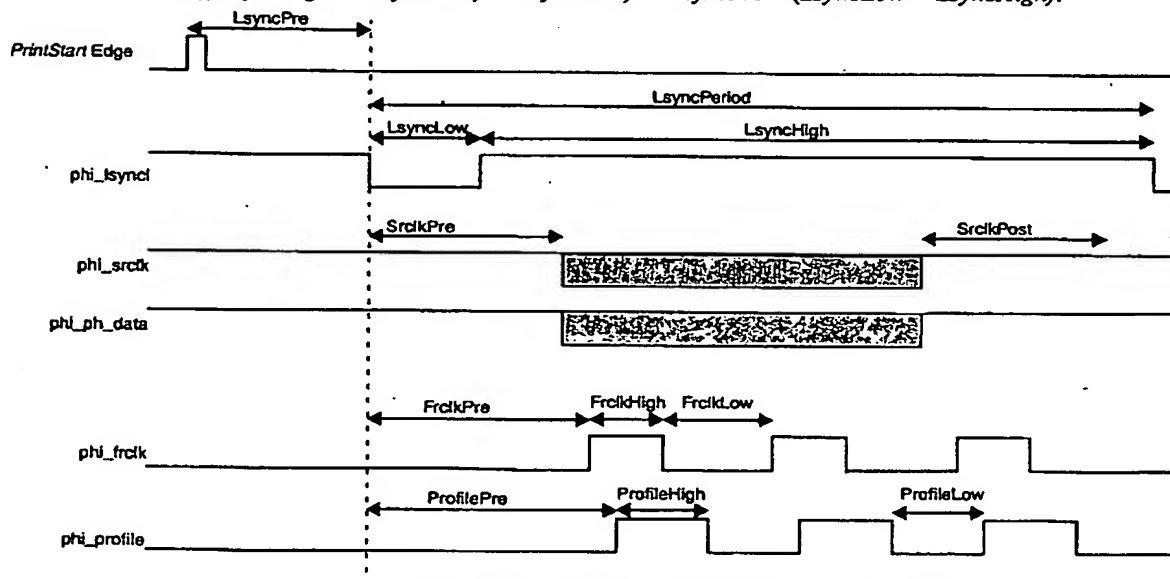 LsyncHigh).
LsyncPre
PrintStart Edge
LsyncPeriod
LsyncLow
LsyncHigh
phi_lsyncl
SrclkPre
SrclkPost
phi_srclk
phi_ph_data
FrclkPre
FrclkHigh
FrclkLow
phi_frclk
ProfilePre
ProfileHigh
ProfileLow
phi_profile